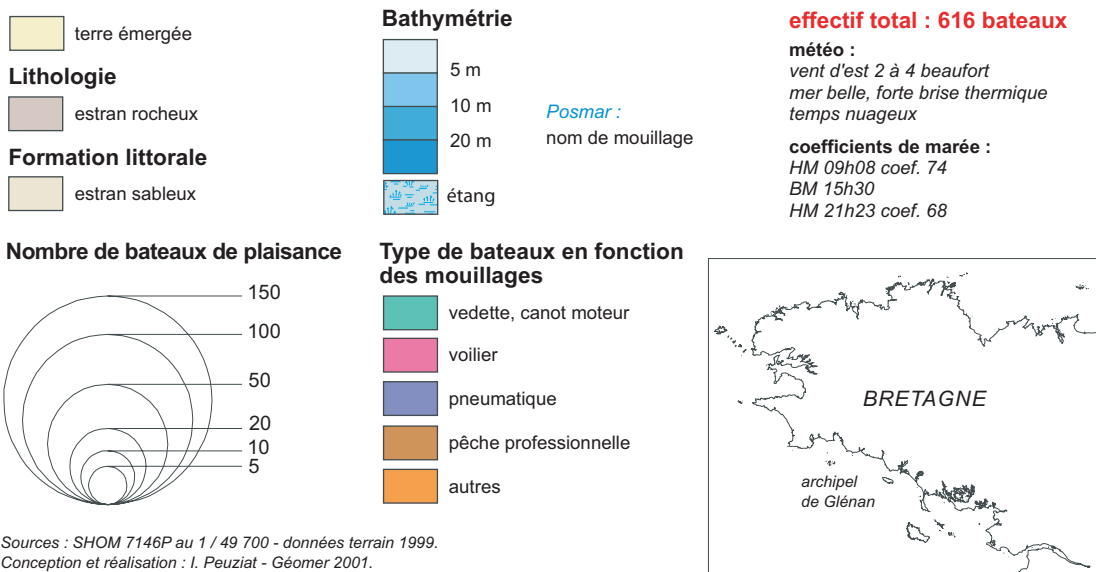 terre émergée
Lithologie
estran rocheux
Formation littorale
estran sableux
Bathymétrie
5 m
10 m
20 m
étang
Posmar :
nom de mouillage
effectif total : 616 bateaux
météo :
vent d'est 2 à 4 beaufort
mer belle, forte brise thermique
temps nuageux
coefficients de marée :
HM 09h08 coef. 74
BM 15h30
HM 21h23 coef. 68
Nombre de bateaux de plaisance
150
100
50
20
10
5
Type de bateaux en fonction
des mouillages
vedette, canot moteur
voilier
pneumatique
pêche professionnelle
autres
BRETAGNE
archipel
de Glénan
Sources : SHOM 7146P au 1 / 49 700 - données terrain 1999.
Conception et réalisation : I. Peuziat - Géomer 2001.